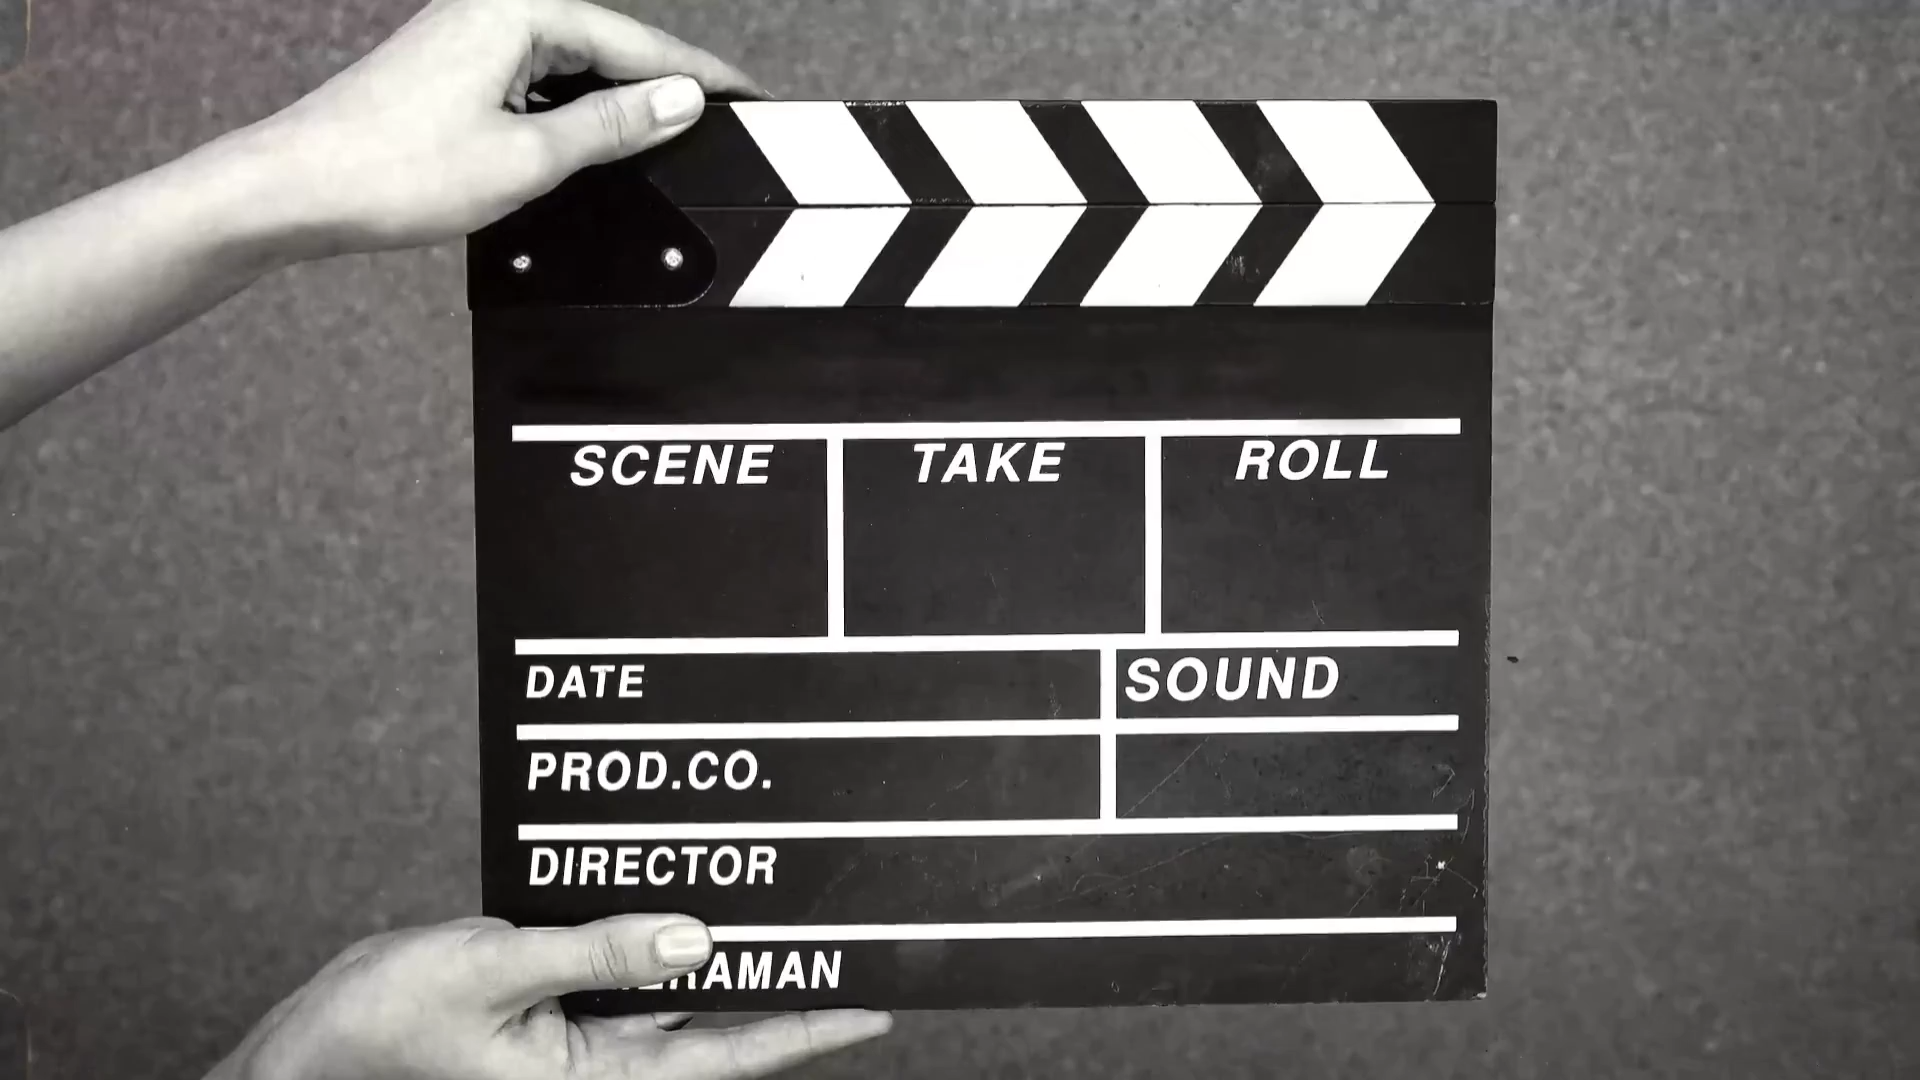 SCENE TAKE ROLL
DATE SOUND
PROD.CO.
DIRECTOR